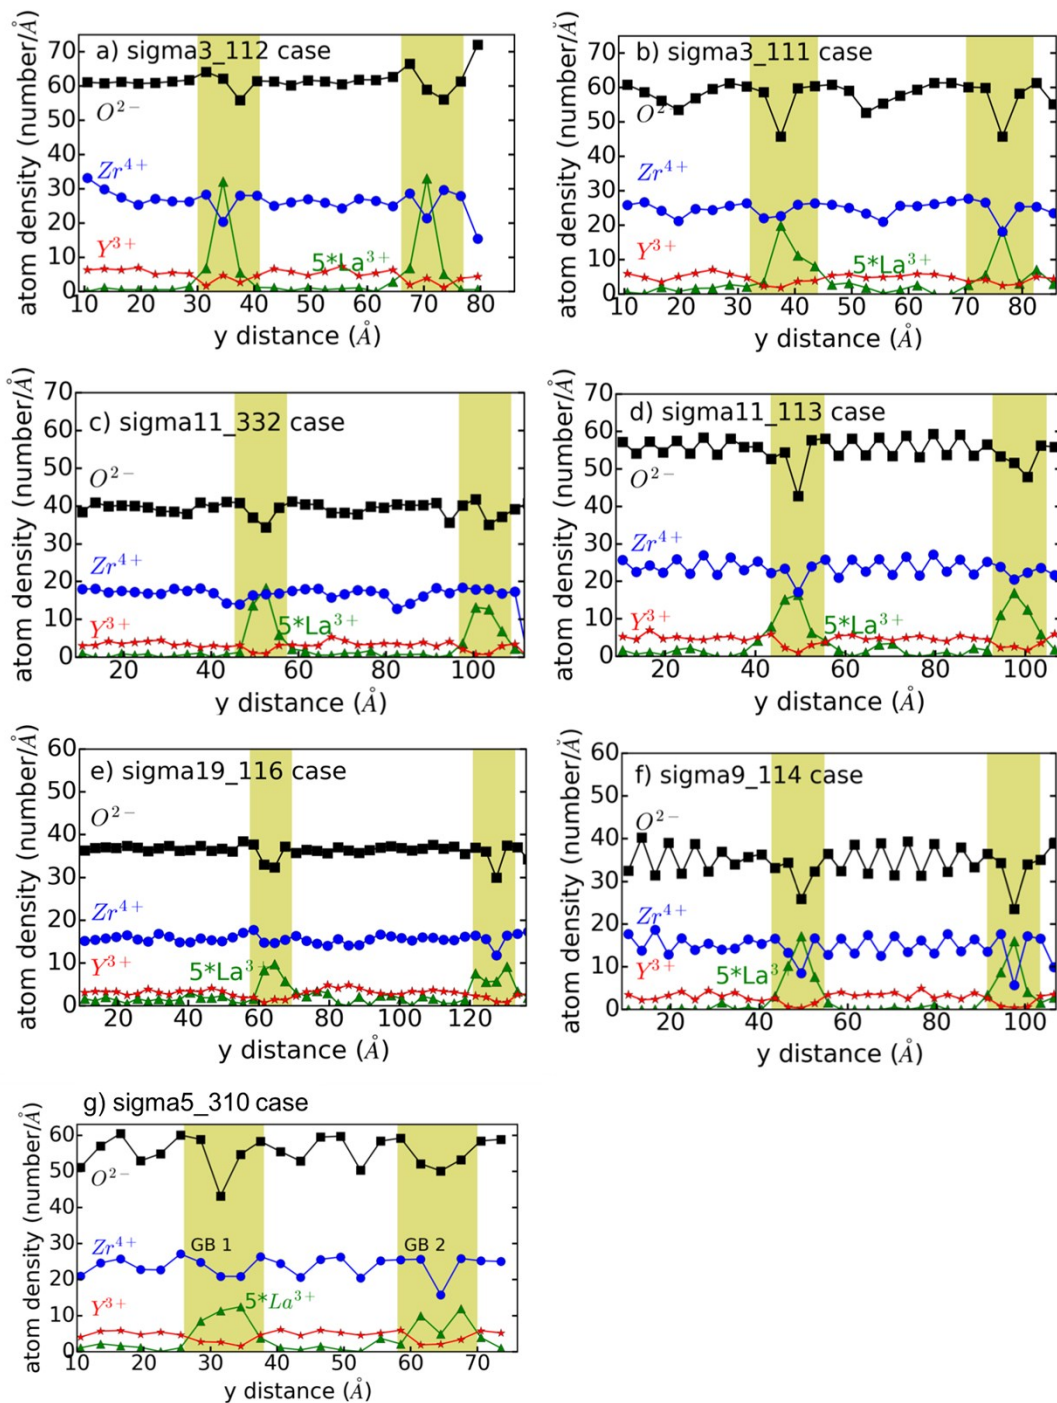 a) sigma3_112 case
atom density (number/Å)
70
60
50
40
30
20
10
0
O²⁻
Zr⁴⁺
Y³⁺
5*La³⁺
10 20 30 40 50 60 70 80
y distance (Å)
b) sigma3_111 case
atom density (number/Å)
70
60
50
40
30
20
10
0
O²
Zr⁴⁺
Y³⁺
5*La³⁺
10 20 30 40 50 60 70 80
y distance (Å)
c) sigma11_332 case
atom density (number/Å)
70
60
50
40
30
20
10
0
O²⁻
Zr⁴⁺
Y³⁺
5*La³⁺
20 40 60 80 100
y distance (Å)
d) sigma11_113 case
atom density (number/Å)
70
60
50
40
30
20
10
0
O²⁻
Zr⁴⁺
Y³⁺
5*La³⁺
20 40 60 80 100
y distance (Å)
e) sigma19_116 case
atom density (number/Å)
60
50
40
30
20
10
0
O²⁻
Zr⁴⁺
Y³⁺
5*La³⁺
20 40 60 80 100 120
y distance (Å)
f) sigma9_114 case
atom density (number/Å)
60
50
40
30
20
10
0
O²⁻
Zr⁴⁺
Y³⁺
5*La³
20 40 60 80 100
y distance (Å)
g) sigma5_310 case
atom density (number/Å)
60
50
40
30
20
10
0
O²⁻
Zr⁴⁺
GB 1
GB 2
Y³⁺
5*La³⁺
10 20 30 40 50 60 70
y distance (Å)